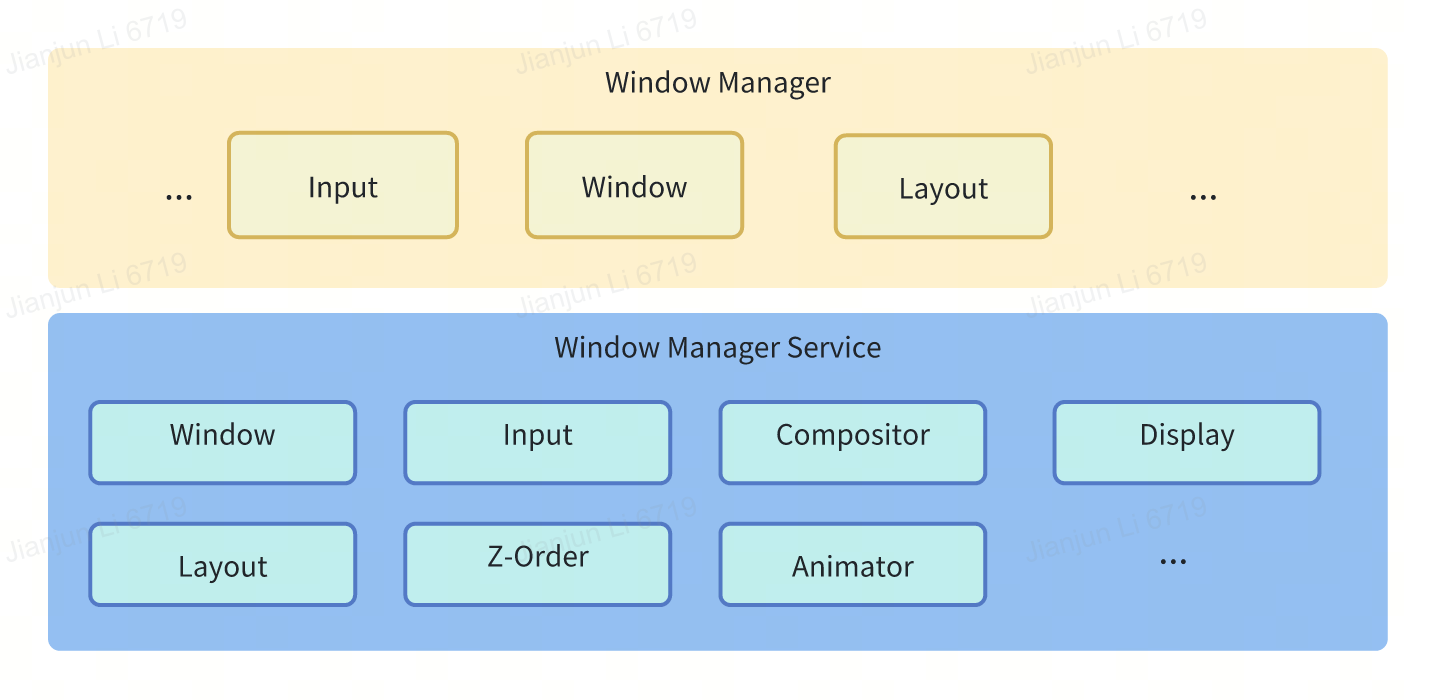 Jianjun Li 6719 Jianjun Li 6719 Jianjun Li 6719
Window Manager
... Input Window Layout ...
Jianjun Li 6719 Jianjun Li 6719 Jianjun Li 6719
Window Manager Service
Window Input Compositor Display
Jianjun Li 6719 Jianjun Li 6719 Jianjun Li 6719
Layout Z-Order Animator ...